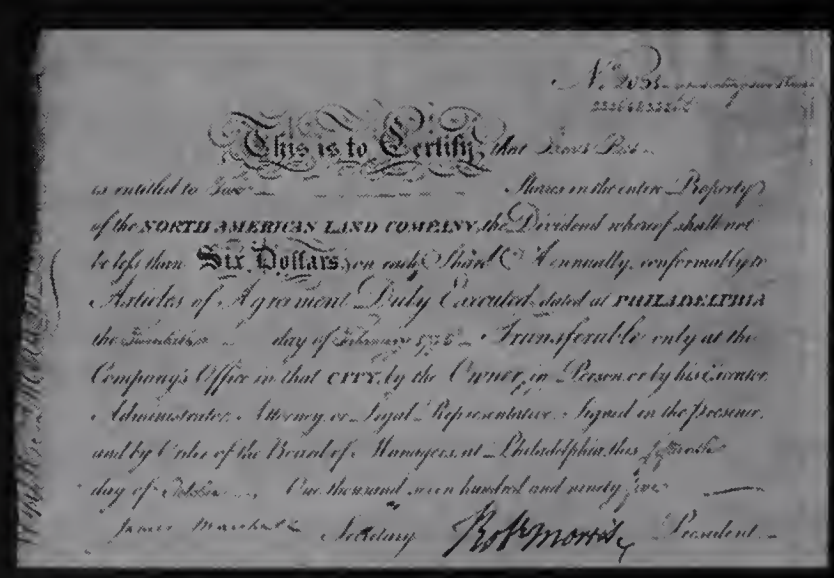 No.
This is to Certify, that
is entitled to Shares in the entire Property
of the NORTH AMERICAN LAND COMPANY, the Dividend whereof shall not
be less than Six Dollars, on each Share Annually, conformably to
Articles of Agreement Duly Executed, dated at PHILADELPHIA
the day of February Transferable only at the
Company's Office in that CITY, by the Owner, in Person, or by his Executor,
Administrator, Attorney, or Legal Representative. Signed in the presence,
and by Order of the Board of Managers, at Philadelphia, this
day of One thousand seven hundred and ninety five
James Marshall Secretary Robt Morris President